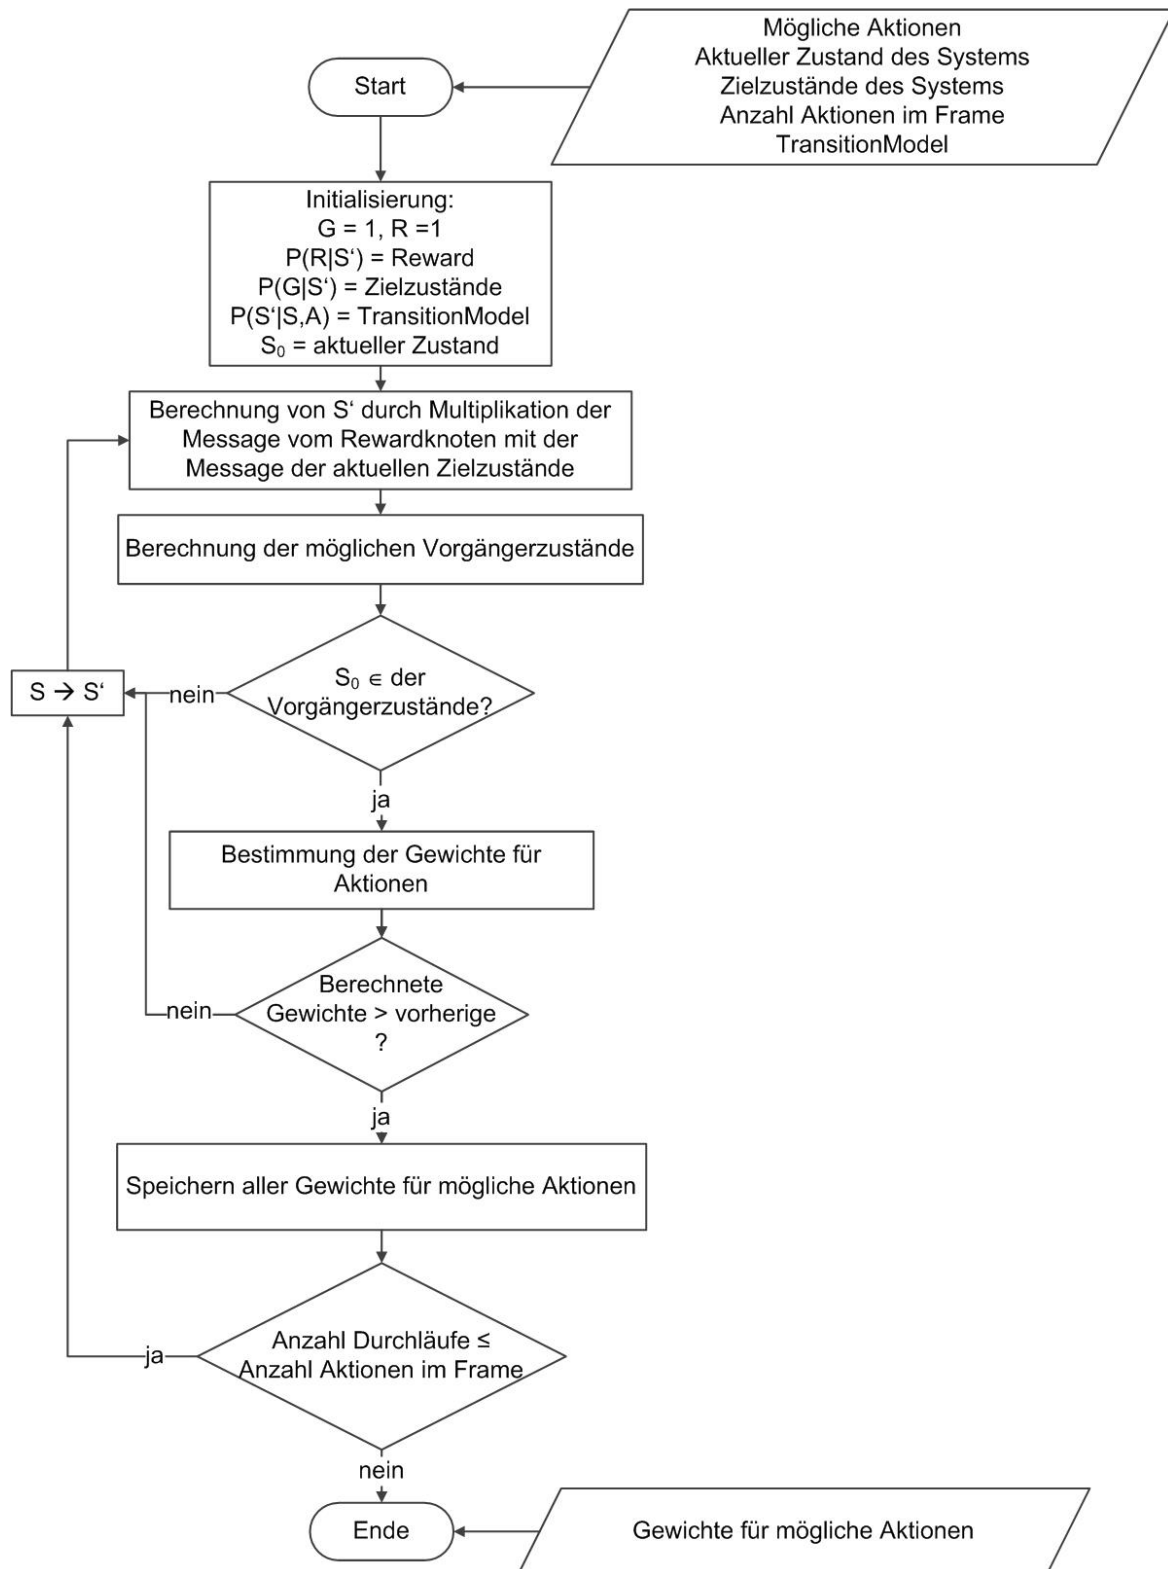 Mögliche Aktionen
Aktueller Zustand des Systems
Zielzustände des Systems
Anzahl Aktionen im Frame
TransitionModel
Start
Initialisierung:
G = 1, R =1
P(R|S‘) = Reward
P(G|S‘) = Zielzustände
P(S‘|S,A) = TransitionModel
S₀ = aktueller Zustand
Berechnung von S‘ durch Multiplikation der
Message vom Rewardknoten mit der
Message der aktuellen Zielzustände
Berechnung der möglichen Vorgängerzustände
S → S‘
nein
S₀ ∈ der
Vorgängerzustände?
ja
Bestimmung der Gewichte für
Aktionen
nein
Berechnete
Gewichte > vorherige
?
ja
Speichern aller Gewichte für mögliche Aktionen
ja
Anzahl Durchläufe ≤
Anzahl Aktionen im Frame
nein
Ende
Gewichte für mögliche Aktionen